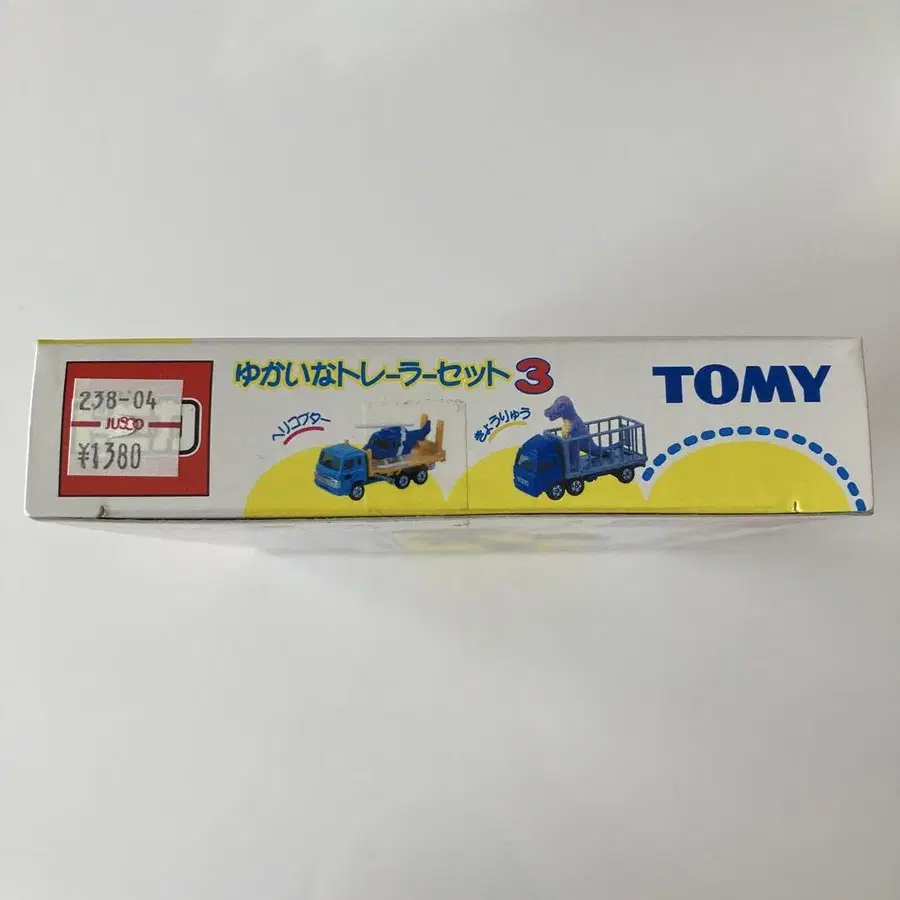 238-04
JUSCO
¥1380
ゆかいなトレーラーセット3
TOMY
ヘリコプター
きょうりゅう